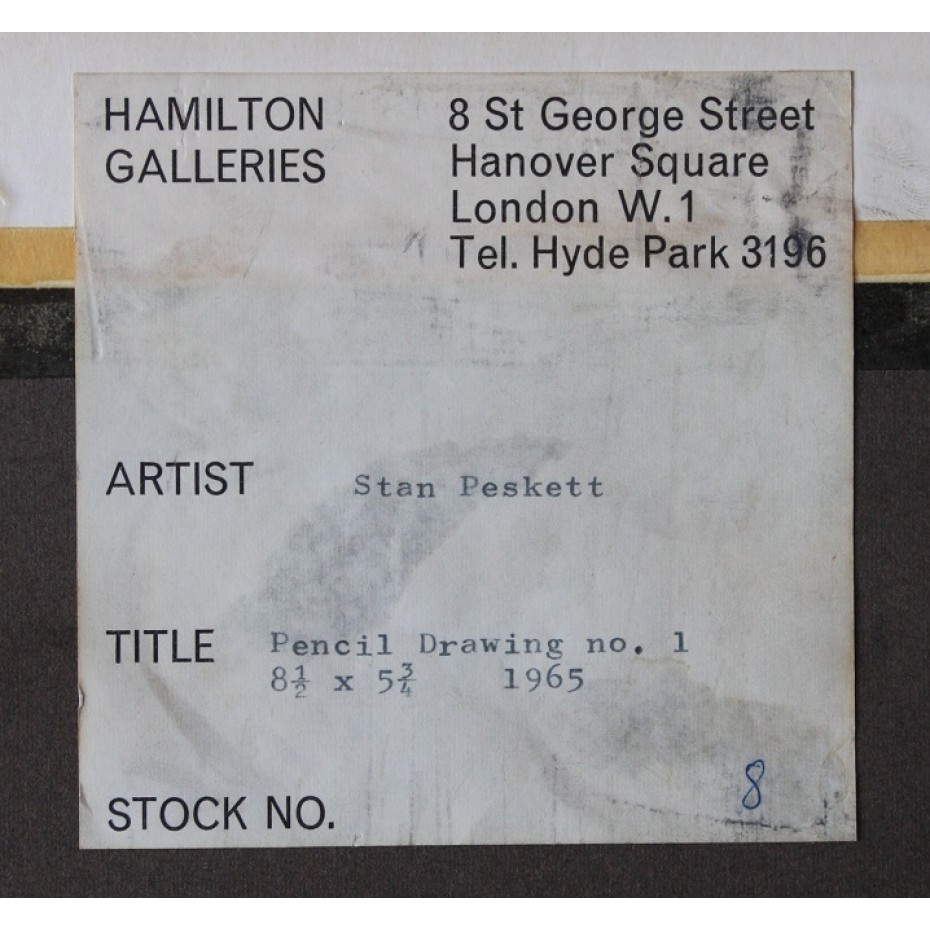 HAMILTON
GALLERIES
8 St George Street
Hanover Square
London W.1
Tel. Hyde Park 3196
ARTIST Stan Peskett
TITLE Pencil Drawing no. 1
8½ x 5¾ 1965
STOCK NO.
8